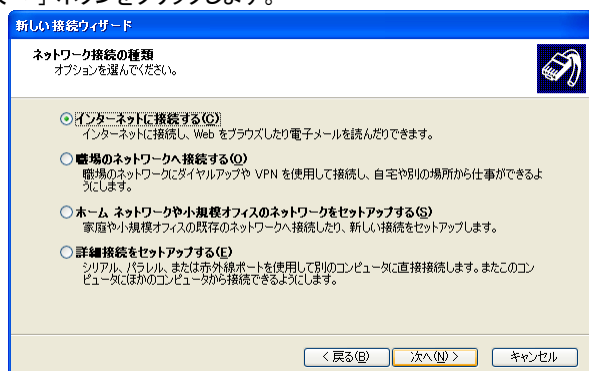 」ボタンをクリックします。
新しい接続ウィザード
ネットワーク接続の種類
オプションを選んでください。
インターネットに接続する(C)
インターネットに接続し、Web をブラウズしたり電子メールを読んだりできます。
職場のネットワークへ接続する(O)
職場のネットワークにダイヤルアップや VPN を使用して接続し、自宅や別の場所から仕事ができるよ
うにします。
ホーム ネットワークや小規模オフィスのネットワークをセットアップする(S)
家庭や小規模オフィスの既存のネットワークへ接続したり、新しい接続をセットアップします。
詳細接続をセットアップする(E)
シリアル、パラレル、または赤外線ポートを使用して別のコンピュータに直接接続します。またこのコン
ピュータにほかのコンピュータから接続できるようにします。
< 戻る(B) 次へ(N) > キャンセル